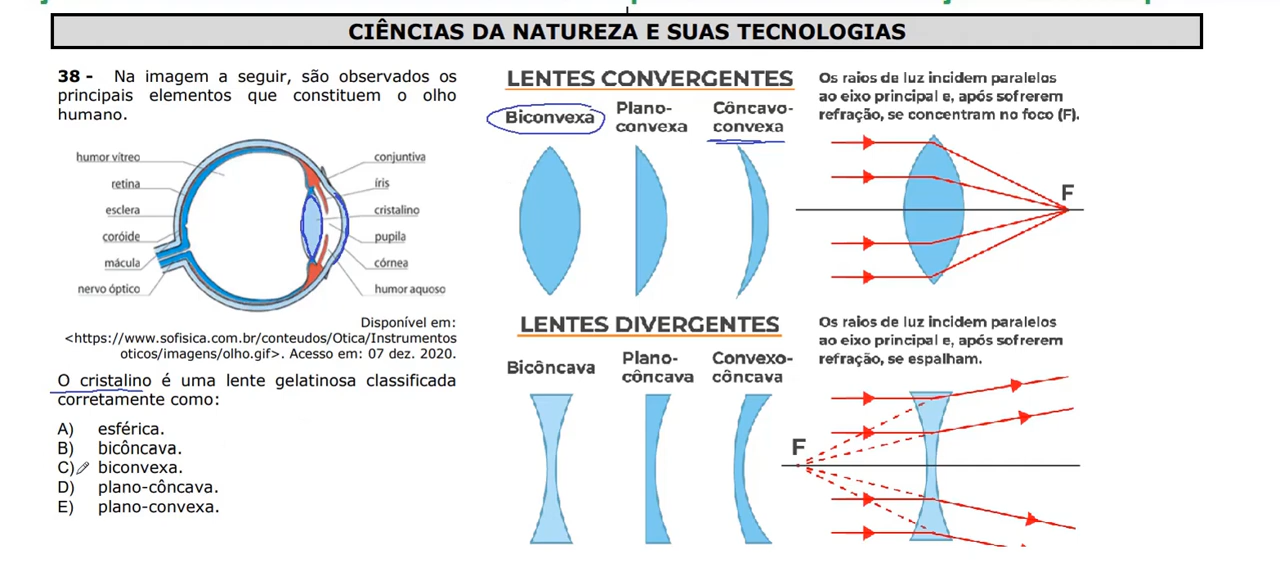 CIÊNCIAS DA NATUREZA E SUAS TECNOLOGIAS
38 - Na imagem a seguir, são observados os
principais elementos que constituem o olho
humano.
humor vítreo
retina
esclera
coróide
mácula
nervo óptico
conjuntiva
íris
cristalino
pupila
córnea
humor aquoso
Disponível em:
<https://www.sofisica.com.br/conteudos/Otica/Instrumentos
oticos/imagens/olho.gif>. Acesso em: 07 dez. 2020.
O cristalino é uma lente gelatinosa classificada
corretamente como:
A) esférica.
B) bicôncava.
C) biconvexa.
D) plano-côncava.
E) plano-convexa.
LENTES CONVERGENTES
Biconvexa
Plano-
convexa
Côncavo-
convexa
Os raios de luz incidem paralelos
ao eixo principal e, após sofrerem
refração, se concentram no foco (F).
F
LENTES DIVERGENTES
Bicôncava
Plano-
côncava
Convexo-
côncava
Os raios de luz incidem paralelos
ao eixo principal e, após sofrerem
refração, se espalham.
F